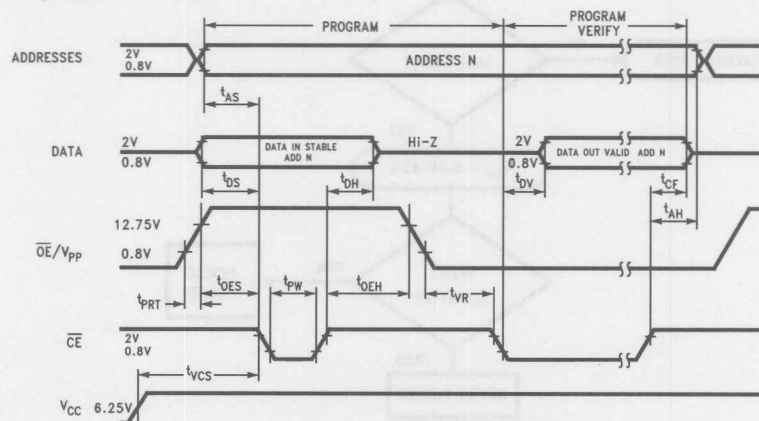 PROGRAM
PROGRAM
VERIFY
ADDRESSES
2V
0.8V
ADDRESS N
tAS
DATA
2V
0.8V
DATA IN STABLE
ADD N
Hi-Z
2V
0.8V
DATA OUT VALID ADD N
tDS
tDH
tDV
tCF
tAH
OE/VPP
12.75V
0.8V
tPRT
tOES
tPW
tOEH
tVR
CE
2V
0.8V
tVCS
VCC
6.25V